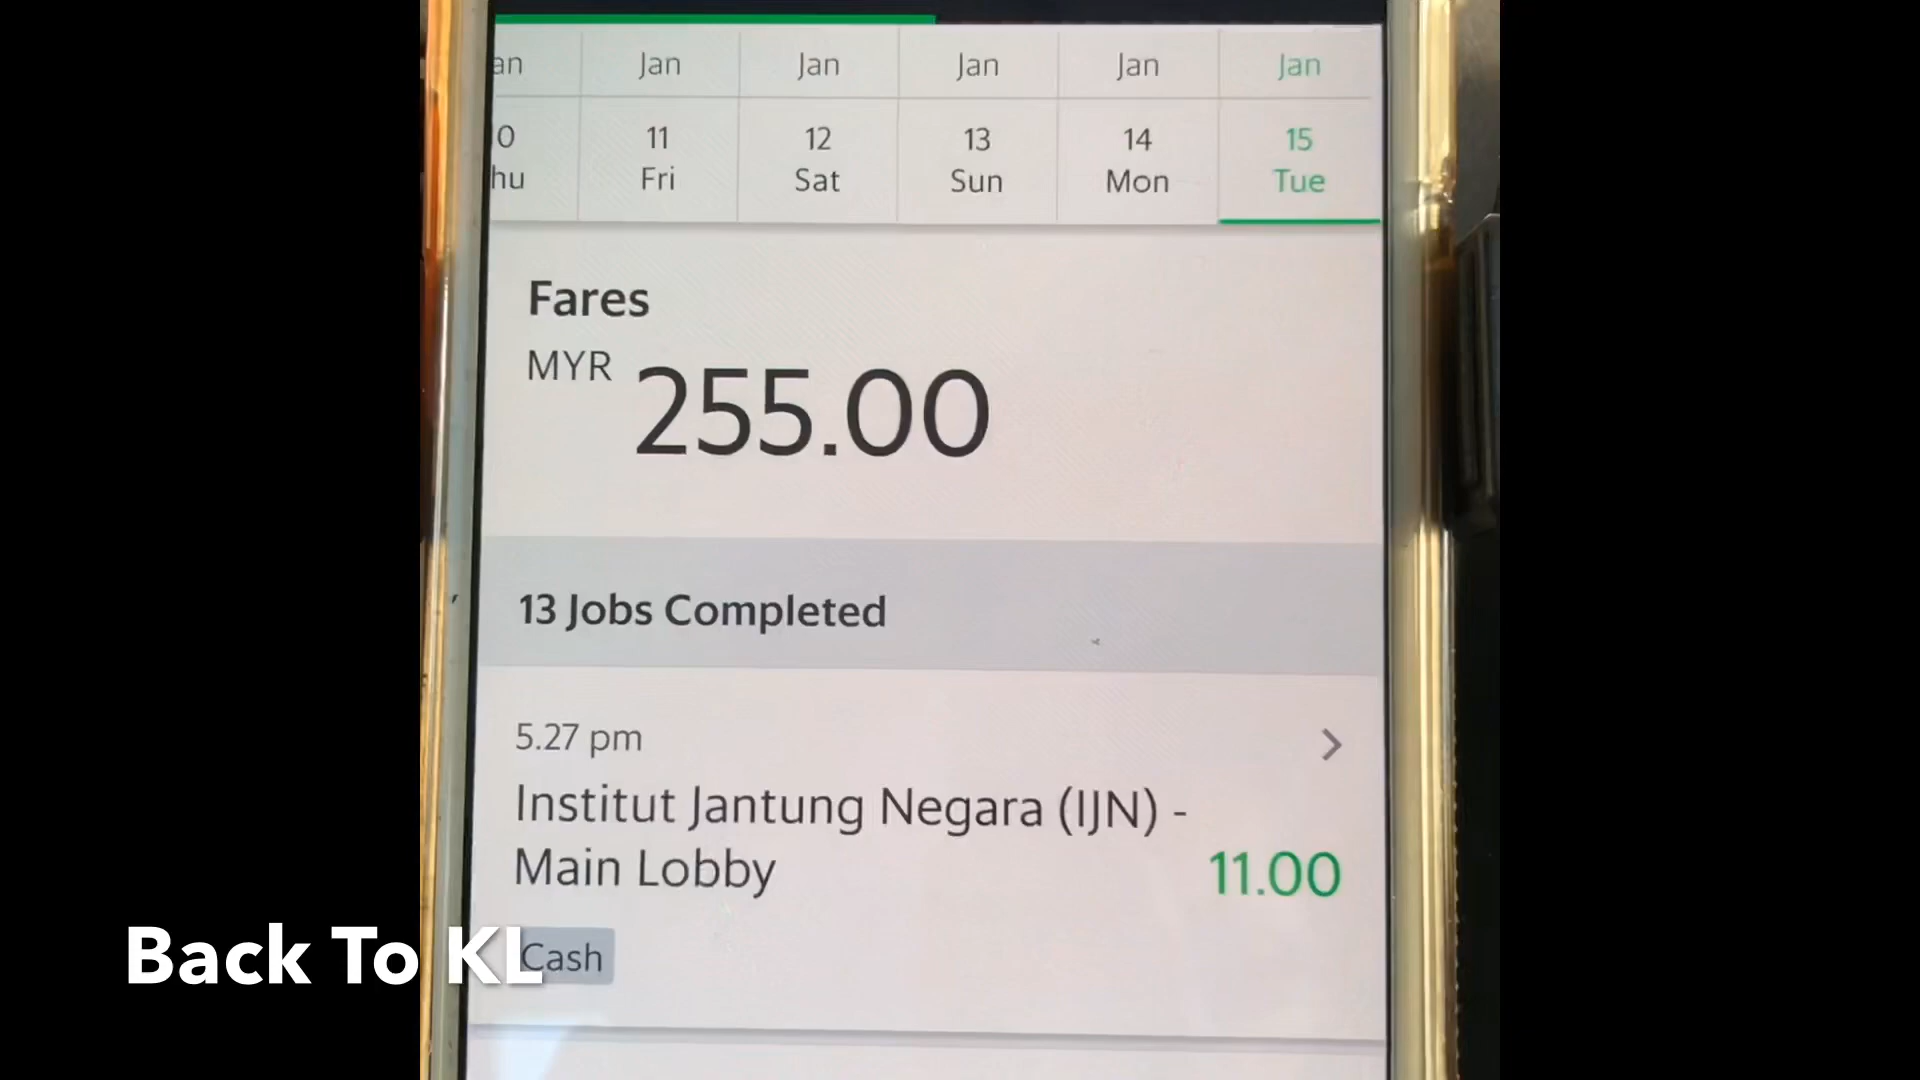 an Jan Jan Jan Jan Jan
0 11 12 13 14 15
hu Fri Sat Sun Mon Tue
Fares
MYR 255.00
13 Jobs Completed
5.27 pm
Institut Jantung Negara (IJN) -
Main Lobby 11.00
Cash
Back To KL